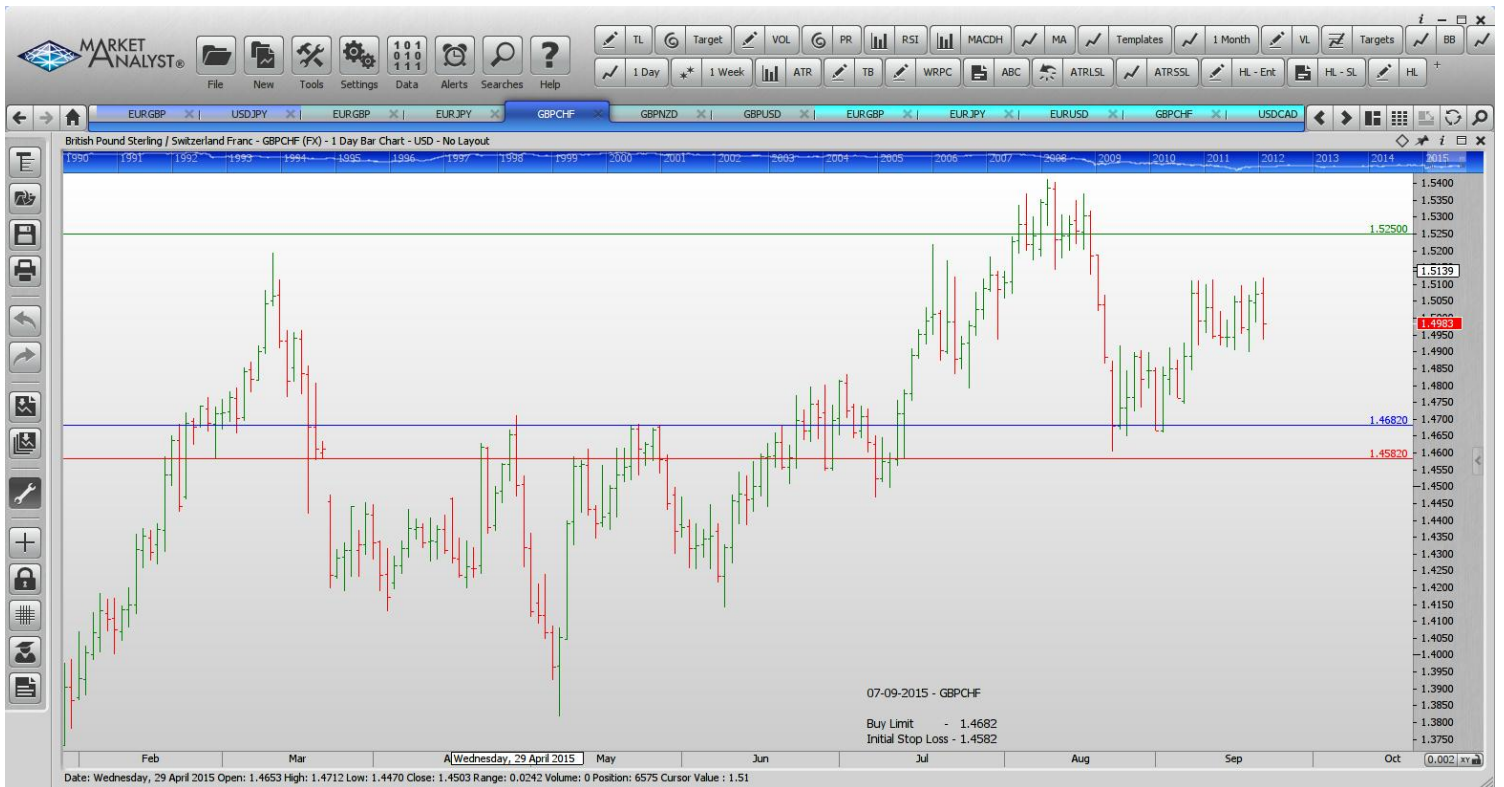 i
MARKET ANALYST®
File New Tools Settings Data Alerts Searches Help
101
010
111
TL Target VOL PR RSI MACDH MA Templates 1 Month VL Targets BB
1 Day 1 Week ATR TB WRPC ABC ATRLSL ATRSSL HL - Ent HL - SL HL
EURGBP USDJPY EURGBP EURJPY GBPCHF GBPNZD GBPUSD EURGBP EURJPY EURUSD GBPCHF USDCAD
British Pound Sterling / Switzerland Franc - GBPCHF (FX) - 1 Day Bar Chart - USD - No Layout
i
1990 1991 1992 1993 1994 1995 1996 1997 1998 1999 2000 2001 2002 2003 2004 2005 2006 2007 2008 2009 2010 2011 2012 2013 2014 2015
1.5400
1.5350
1.5300
1.52500
1.5250
1.5200
1.5139
1.5100
1.5050
1.4983
1.4950
1.4900
1.4850
1.4800
1.4750
1.46820
1.4700
1.4650
1.4600
1.45820
1.4550
1.4500
1.4450
1.4400
1.4350
1.4300
1.4250
1.4200
1.4150
1.4100
1.4050
1.4000
1.3950
1.3900
1.3850
1.3800
1.3750
07-09-2015 - GBPCHF
Buy Limit - 1.4682
Initial Stop Loss - 1.4582
Feb Mar A Wednesday, 29 April 2015 May Jun Jul Aug Sep Oct 0.002 XY
Date: Wednesday, 29 April 2015 Open: 1.4653 High: 1.4712 Low: 1.4470 Close: 1.4503 Range: 0.0242 Volume: 0 Position: 6575 Cursor Value : 1.51